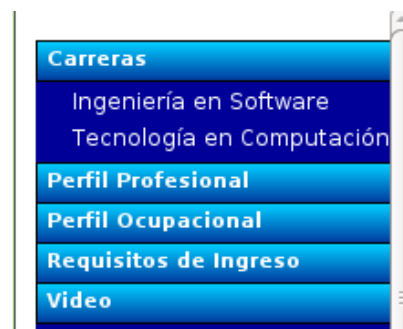 Carreras
Ingeniería en Software
Tecnología en Computación
Perfil Profesional
Perfil Ocupacional
Requisitos de Ingreso
Video